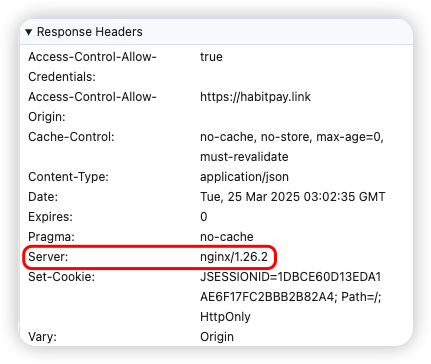 ▼ Response Headers
Access-Control-Allow- true
Credentials:
Access-Control-Allow- https://habitpay.link
Origin:
Cache-Control: no-cache, no-store, max-age=0,
must-revalidate
Content-Type: application/json
Date: Tue, 25 Mar 2025 03:02:35 GMT
Expires: 0
Pragma: no-cache
Server: nginx/1.26.2
Set-Cookie: JSESSIONID=1DBCE60D13EDA1
AE6F17FC2BBB2B82A4; Path=/;
HttpOnly
Vary: Origin